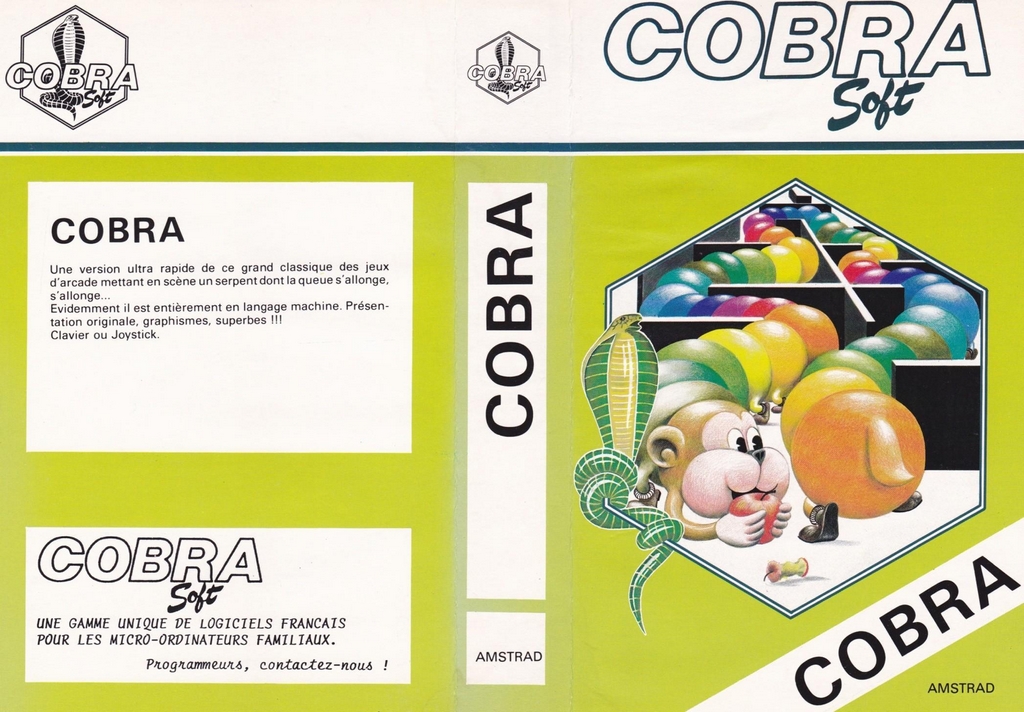 COBRA
Soft
COBRA
Une version ultra rapide de ce grand classique des jeux
d'arcade mettant en scène un serpent dont la queue s'allonge,
s'allonge...
Evidemment il est entièrement en langage machine. Présen-
tation originale, graphismes, superbes !!!
Clavier ou Joystick.
COBRA
Soft
UNE GAMME UNIQUE DE LOGICIELS FRANCAIS
POUR LES MICRO-ORDINATEURS FAMILIAUX.
Programmeurs, contactez-nous !
COBRA
Soft
COBRA
AMSTRAD
COBRA
Soft
COBRA
AMSTRAD